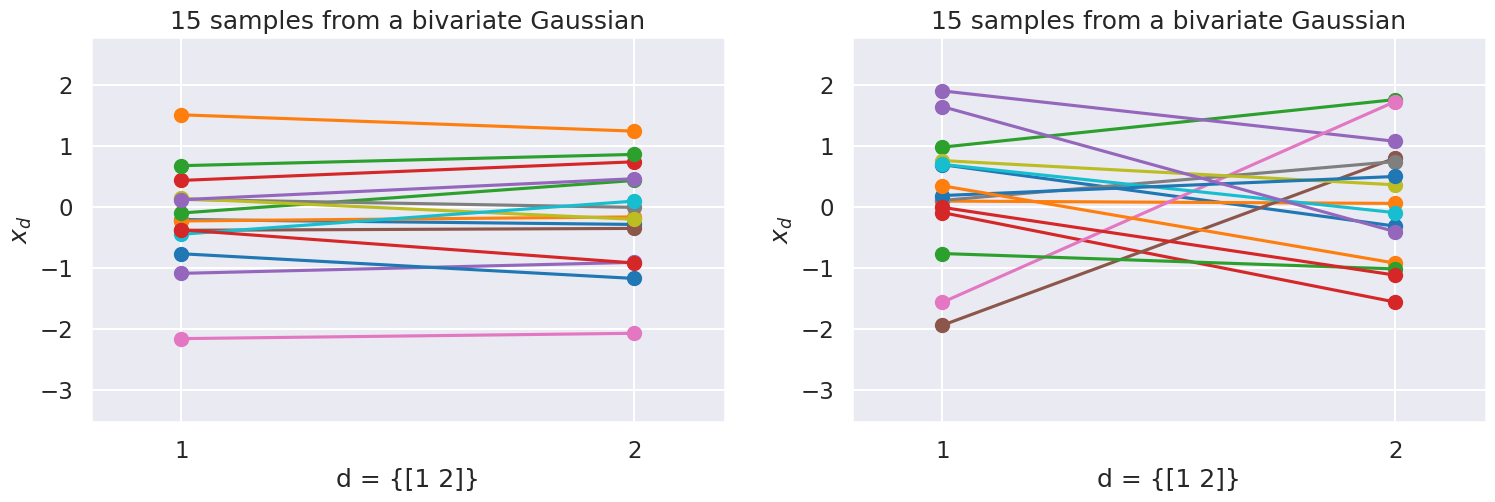 15 samples from a bivariate Gaussian
2
1
0
−1
−2
−3
x_d
1 2
d = {[1 2]}
15 samples from a bivariate Gaussian
2
1
0
−1
−2
−3
x_d
1 2
d = {[1 2]}